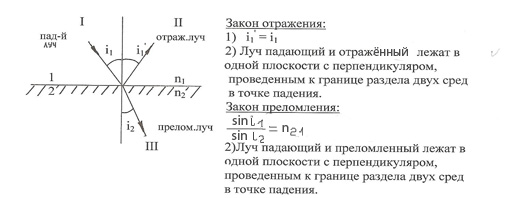 I
II
пад-й
луч
отраж.луч
i₁
i₁'
1
n₁
2
n₂
i₂
прелом.луч
III
Закон отражения:
1) i₁' = i₁
2) Луч падающий и отражённый лежат в
одной плоскости с перпендикуляром,
проведенным к границе раздела двух сред
в точке падения.
Закон преломления:
sin i₁ / sin i₂ = n₂₁
2)Луч падающий и преломленный лежат в
одной плоскости с перпендикуляром,
проведенным к границе раздела двух сред
в точке падения.